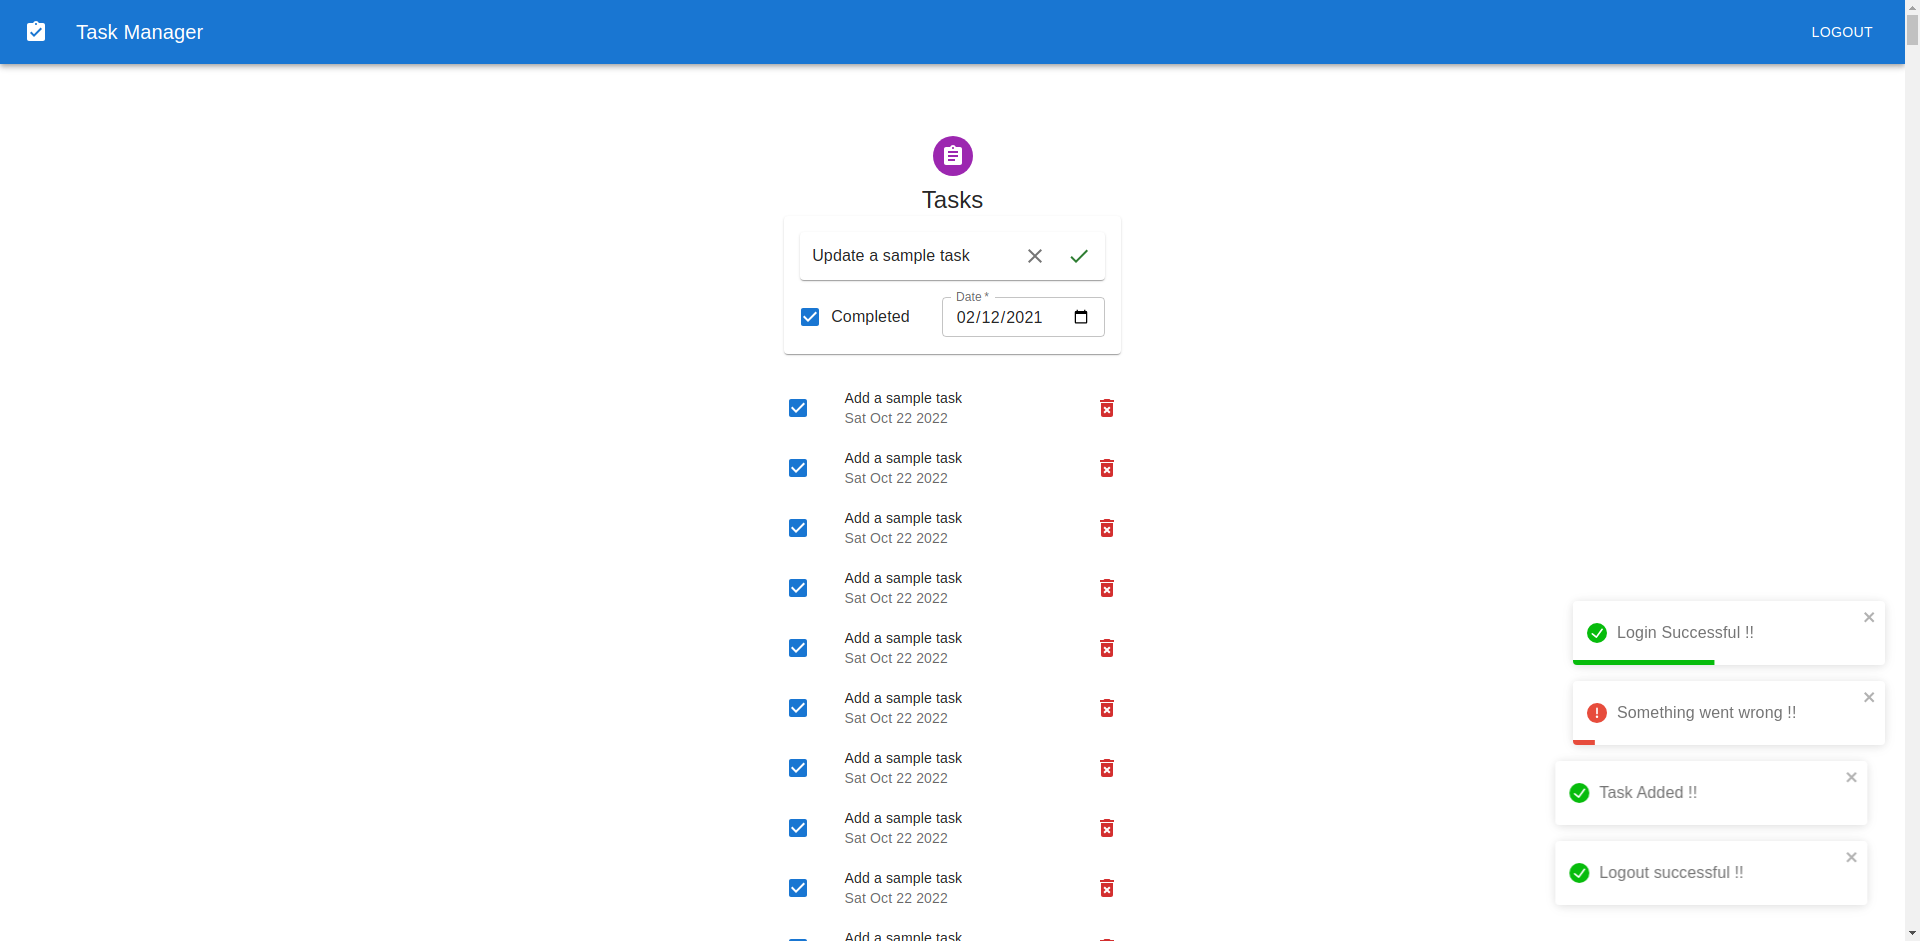 Task Manager
LOGOUT
Tasks
Update a sample task
Date *
Completed
02/12/2021
Add a sample task
Sat Oct 22 2022
Add a sample task
Sat Oct 22 2022
Add a sample task
Sat Oct 22 2022
Add a sample task
Sat Oct 22 2022
Add a sample task
Sat Oct 22 2022
Add a sample task
Sat Oct 22 2022
Add a sample task
Sat Oct 22 2022
Add a sample task
Sat Oct 22 2022
Add a sample task
Sat Oct 22 2022
Add a sample task
Login Successful !!
Something went wrong !!
Task Added !!
Logout successful !!